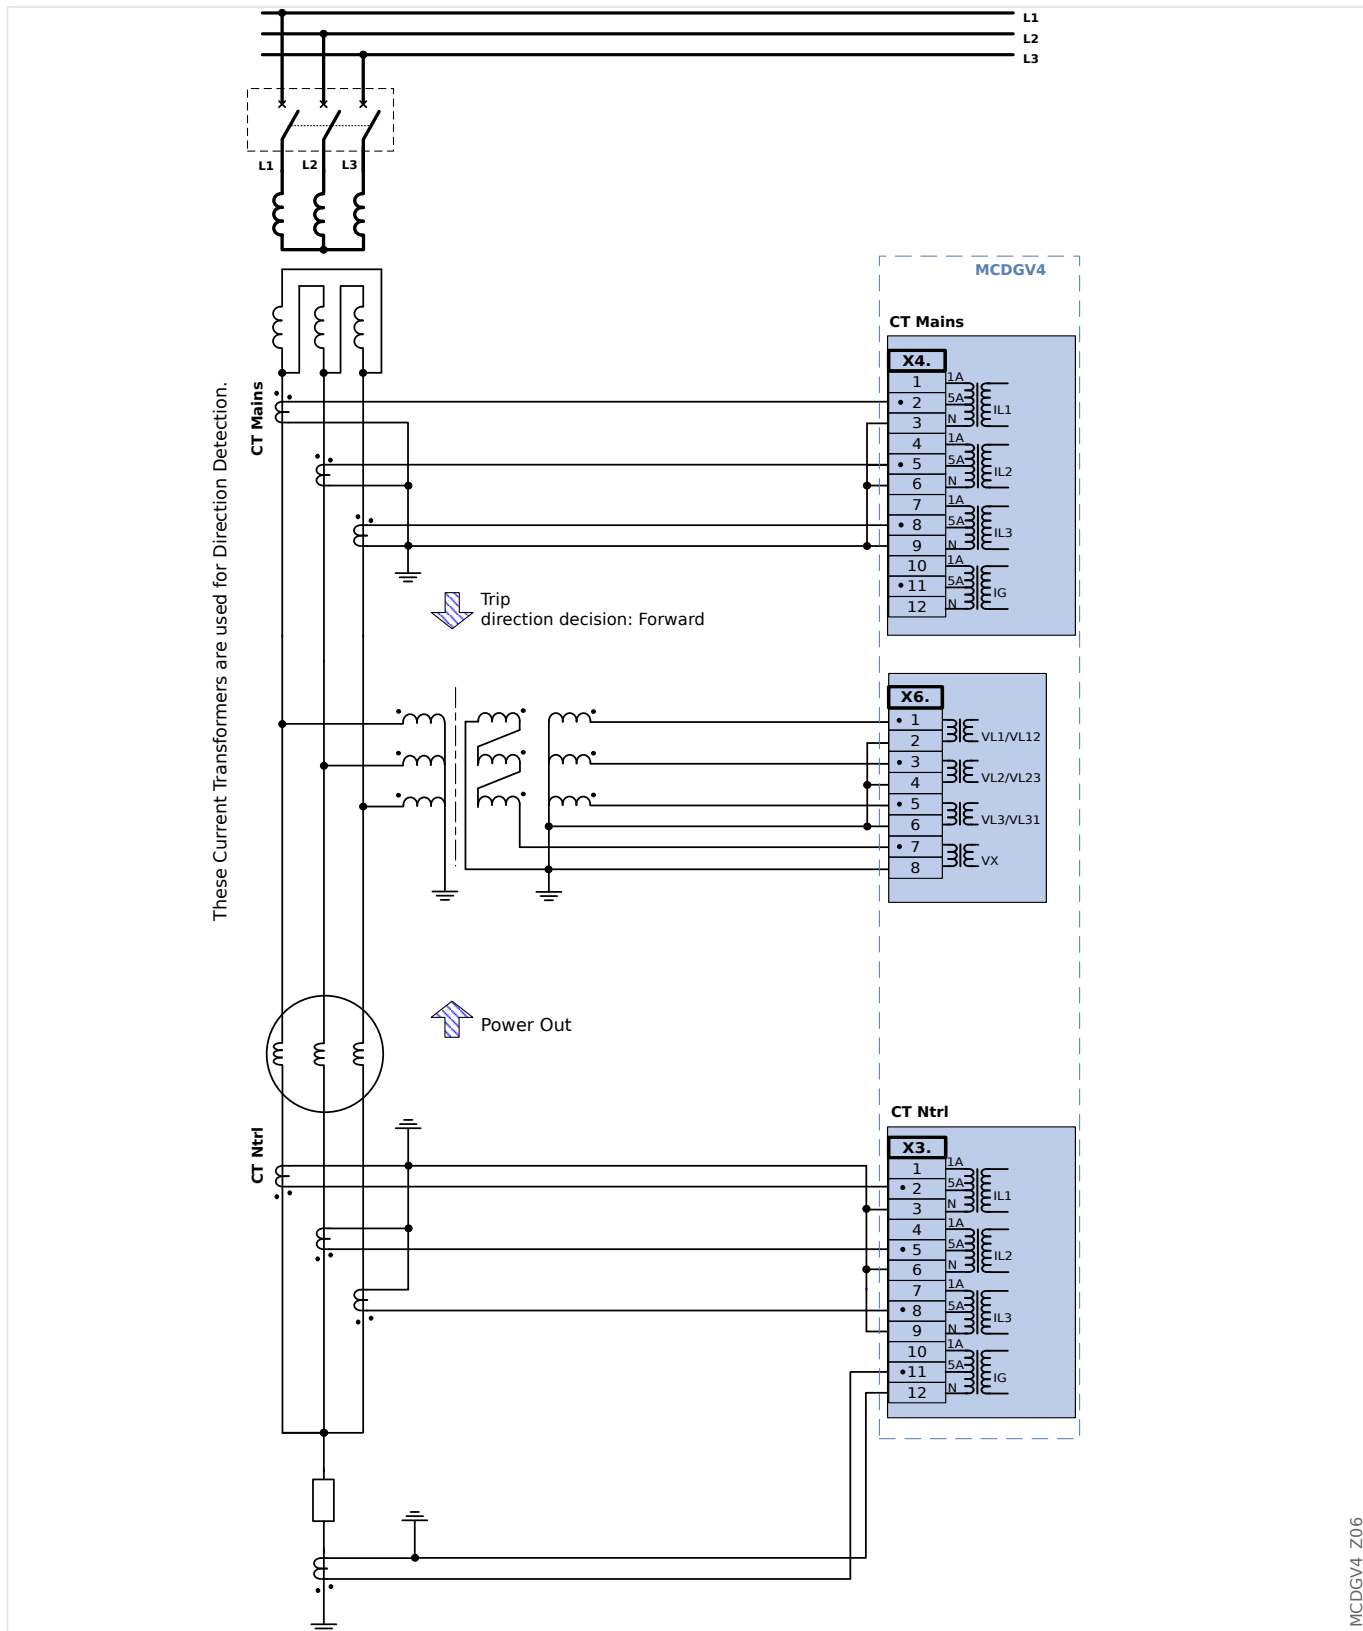 L1
L2
L3
L1
L2
L3
MCDGV4
CT Mains
X4.
1
1A
2
5A
IL1
3
N
4
1A
5
5A
IL2
6
N
7
1A
8
5A
IL3
9
N
10
1A
11
5A
IG
12
N
CT Mains
These Current Transformers are used for Direction Detection.
Trip
direction decision: Forward
X6.
1
VL1/VL12
2
3
VL2/VL23
4
5
VL3/VL31
6
7
VX
8
Power Out
CT Ntrl
CT Ntrl
X3.
1
1A
2
5A
IL1
3
N
4
1A
5
5A
IL2
6
N
7
1A
8
5A
IL3
9
N
10
1A
11
5A
IG
12
N
MCDGV4 Z06